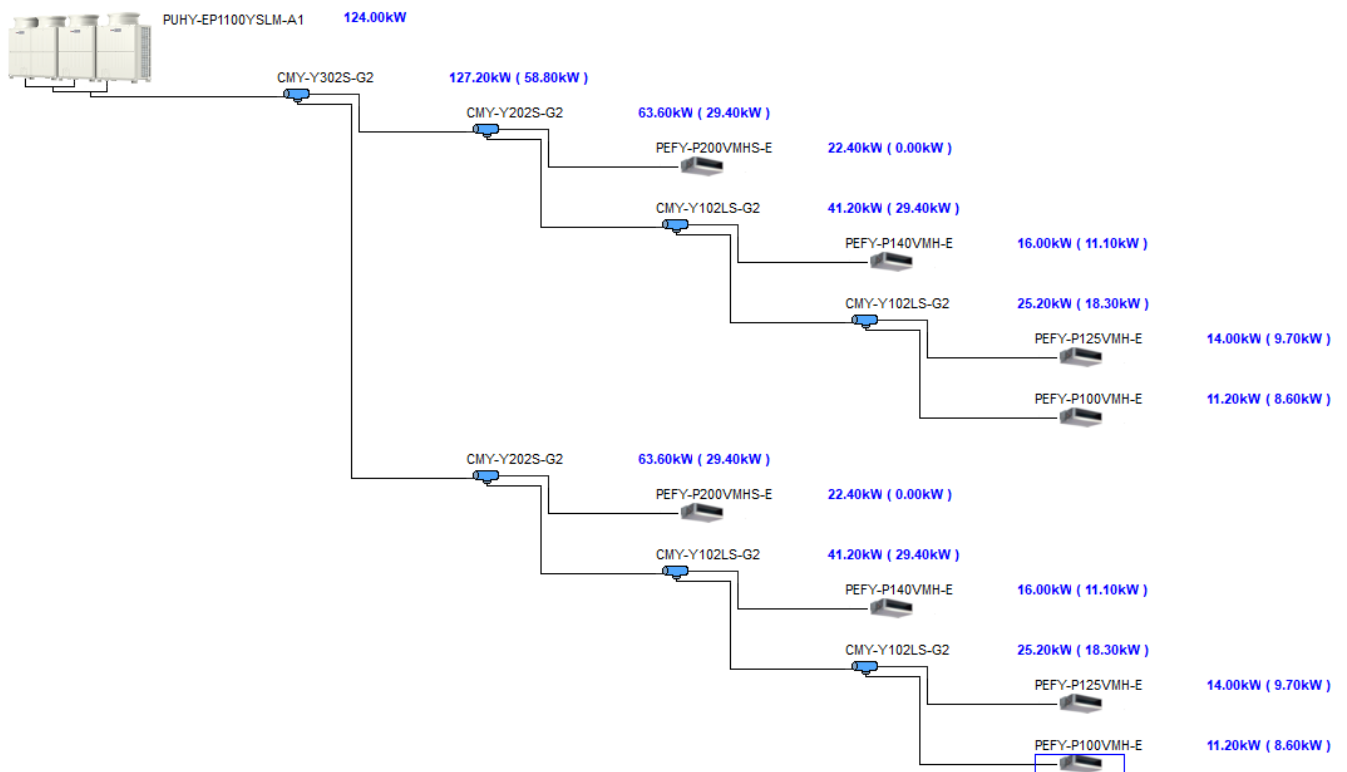 PUHY-EP1100YSLM-A1 124.00kW
CMY-Y302S-G2 127.20kW ( 58.80kW )
CMY-Y202S-G2 63.60kW ( 29.40kW )
PEFY-P200VMHS-E 22.40kW ( 0.00kW )
CMY-Y102LS-G2 41.20kW ( 29.40kW )
PEFY-P140VMH-E 16.00kW ( 11.10kW )
CMY-Y102LS-G2 25.20kW ( 18.30kW )
PEFY-P125VMH-E 14.00kW ( 9.70kW )
PEFY-P100VMH-E 11.20kW ( 8.60kW )
CMY-Y202S-G2 63.60kW ( 29.40kW )
PEFY-P200VMHS-E 22.40kW ( 0.00kW )
CMY-Y102LS-G2 41.20kW ( 29.40kW )
PEFY-P140VMH-E 16.00kW ( 11.10kW )
CMY-Y102LS-G2 25.20kW ( 18.30kW )
PEFY-P125VMH-E 14.00kW ( 9.70kW )
PEFY-P100VMH-E 11.20kW ( 8.60kW )